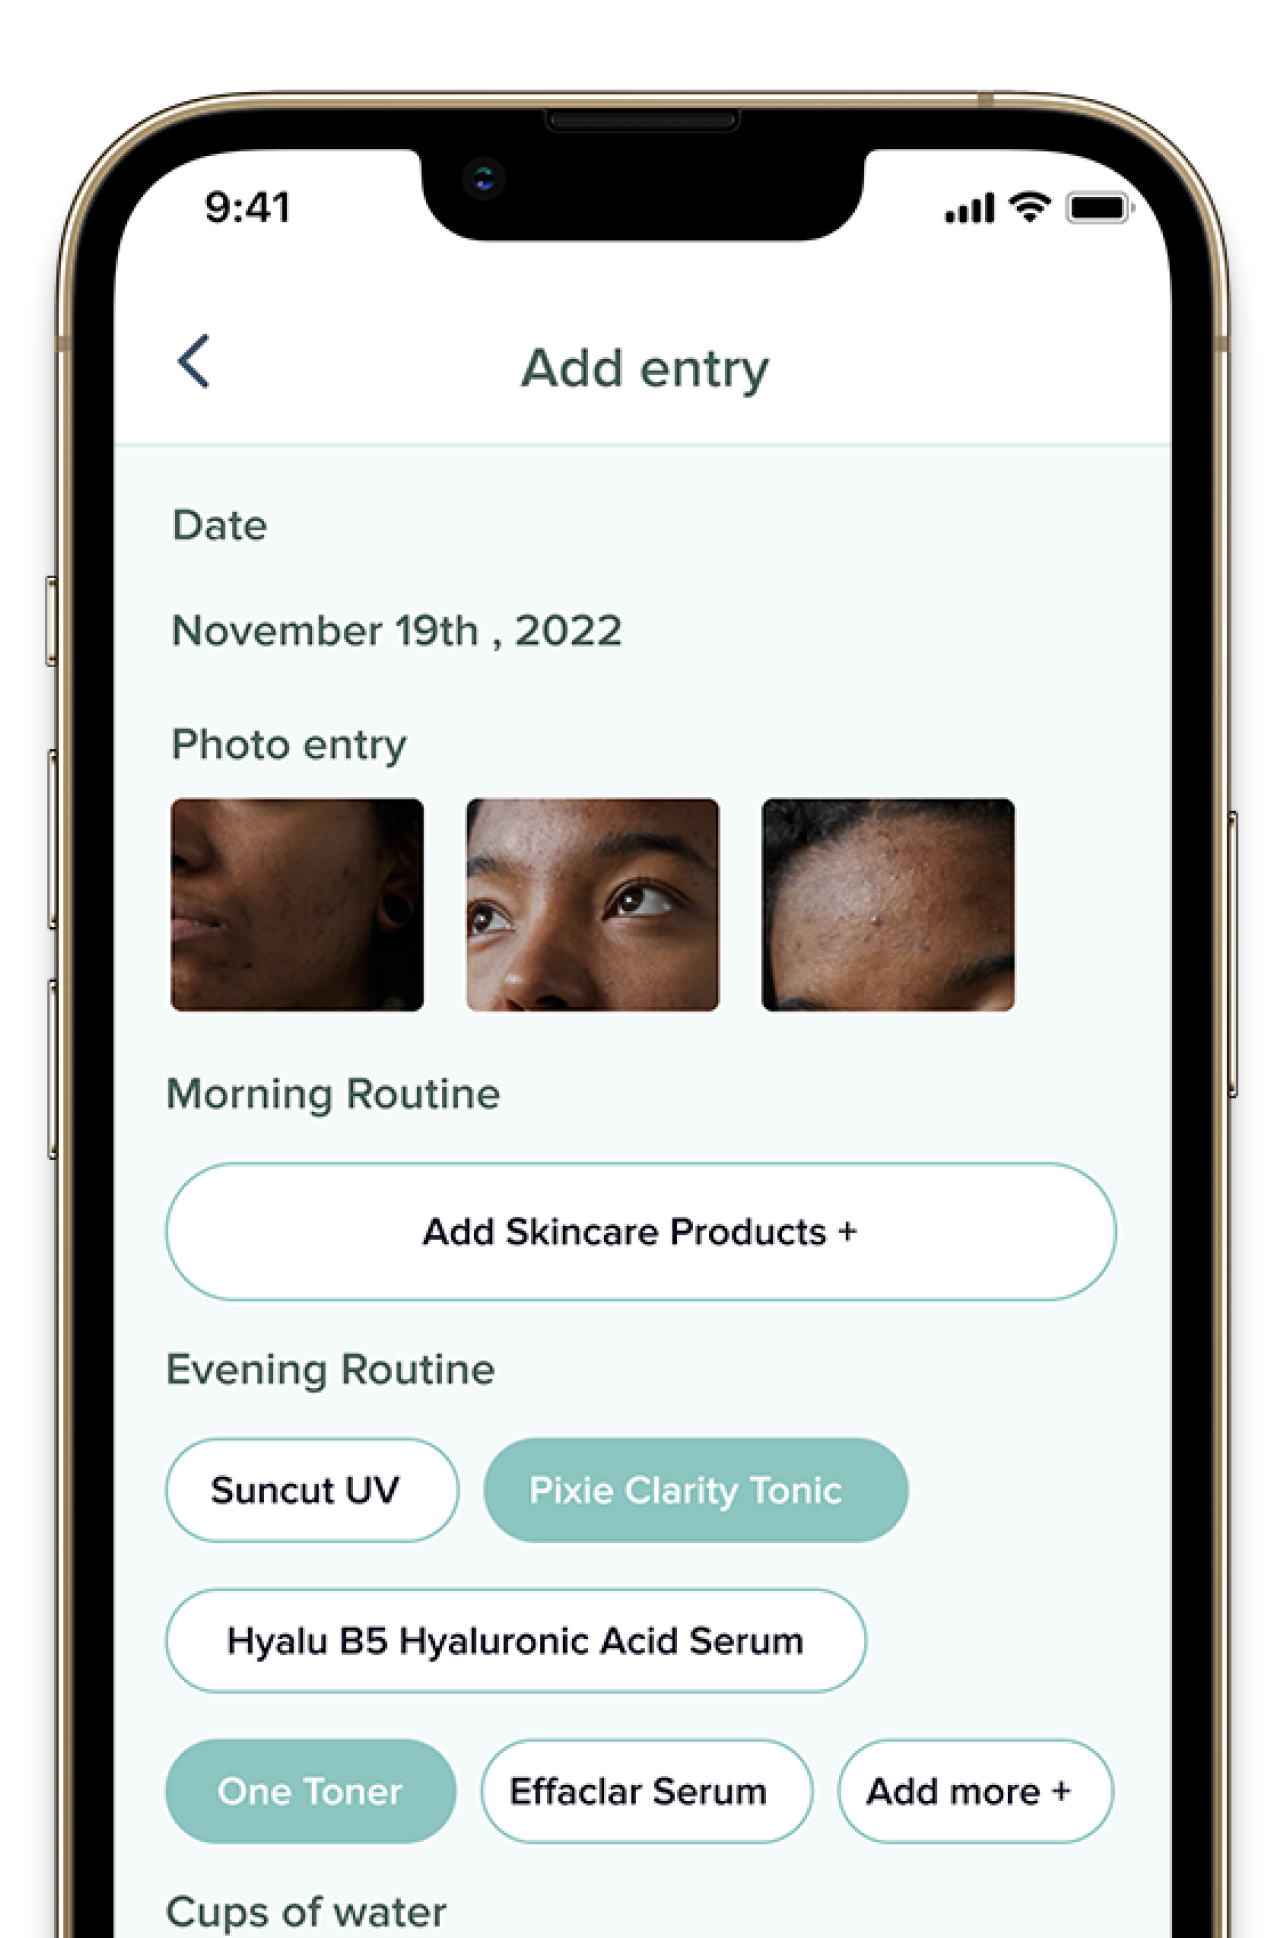 9:41
Add entry
Date
November 19th , 2022
Photo entry
Morning Routine
Add Skincare Products +
Evening Routine
Suncut UV
Pixie Clarity Tonic
Hyalu B5 Hyaluronic Acid Serum
One Toner
Effaclar Serum
Add more +
Cups of water